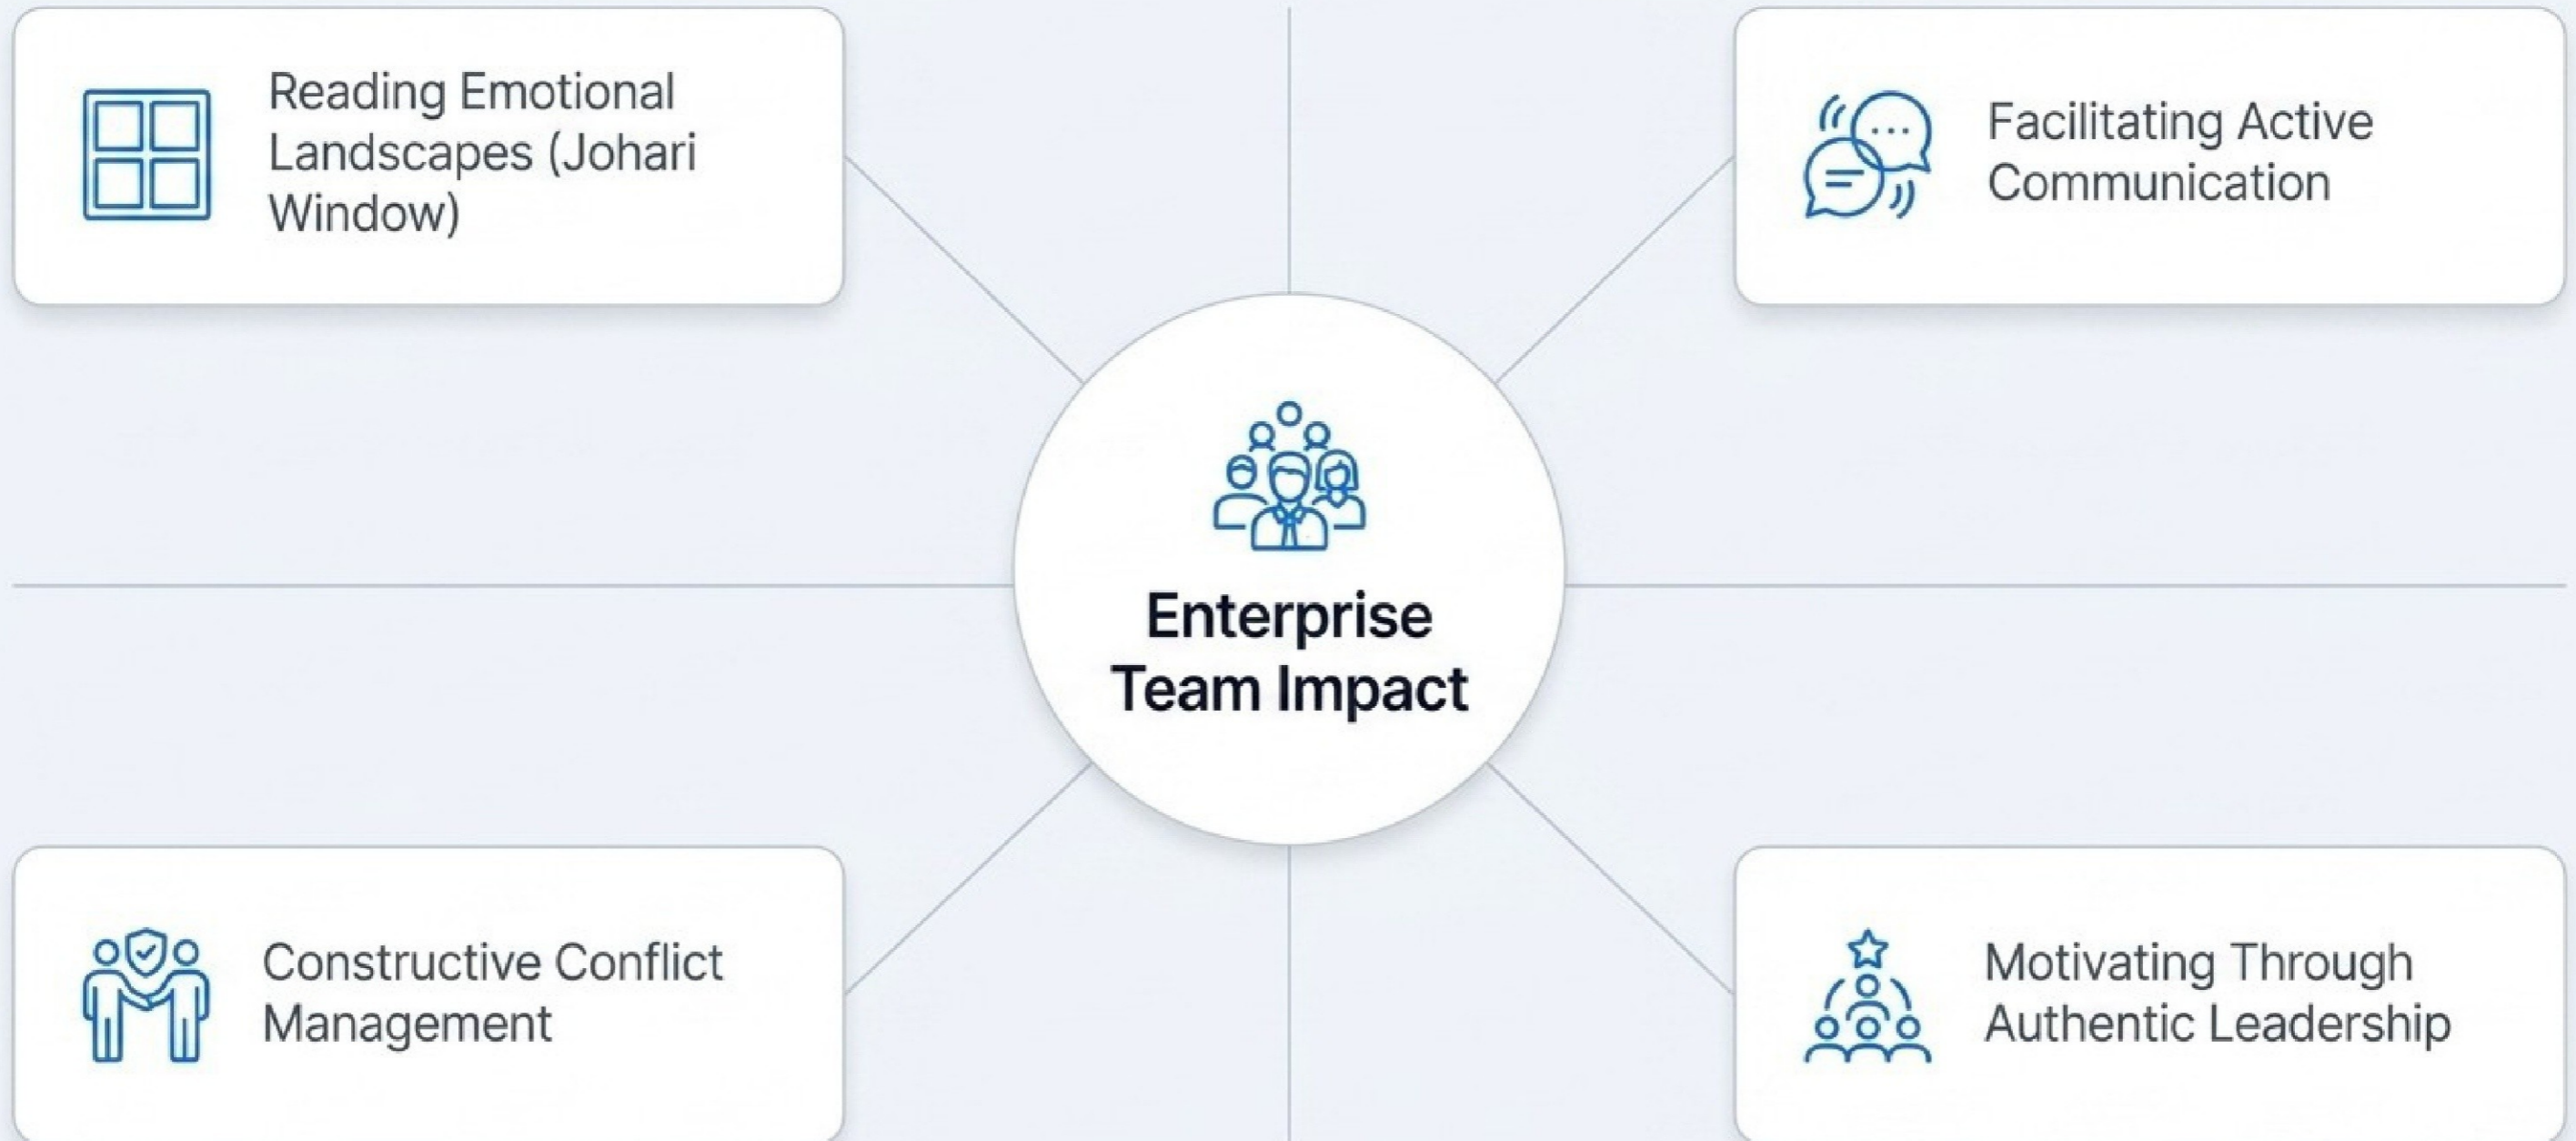 Reading Emotional
Landscapes (Johari
Window)
Facilitating Active
Communication
Enterprise
Team Impact
Constructive Conflict
Management
Motivating Through
Authentic Leadership